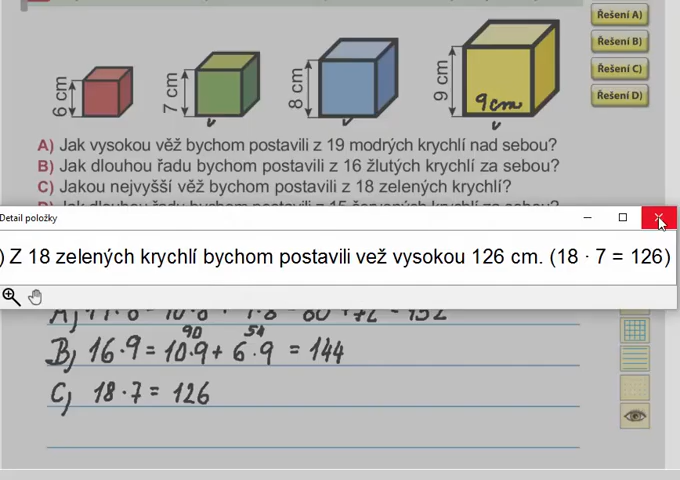 Řešení A)
Řešení B)
Řešení C)
Řešení D)
6 cm
7 cm
8 cm
9 cm
9 cm
A) Jak vysokou věž bychom postavili z 19 modrých krychlí nad sebou?
B) Jak dlouhou řadu bychom postavili z 16 žlutých krychlí za sebou?
C) Jakou nejvyšší věž bychom postavili z 18 zelených krychlí?
Detail položky
) Z 18 zelených krychlí bychom postavili vež vysokou 126 cm. (18 · 7 = 126)
90 54
B) 16·9 = 10·9 + 6·9 = 144
C) 18·7 = 126